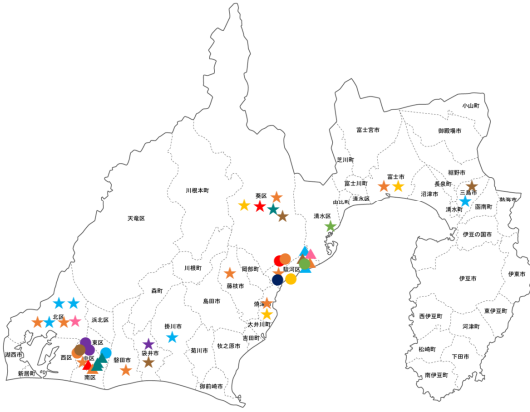 小山町
富士宮市
御殿場市
芝川町
裾野市
川根本町
葵区
富士川町
富士市
長泉町
三島市
沼津市
熱海市
由比町
清水区
清水町
函南町
天竜区
清水区
伊豆の国市
川根町
岡部町
駿河区
伊豆市
伊東市
森町
藤枝市
島田市
焼津市
北区
浜北区
大井川町
西伊豆町
東伊豆町
掛川市
吉田町
河津町
東区
袋井市
菊川市
牧之原市
松崎町
湖西市
西区
中区
磐田市
下田市
新居町
南区
御前崎市
南伊豆町